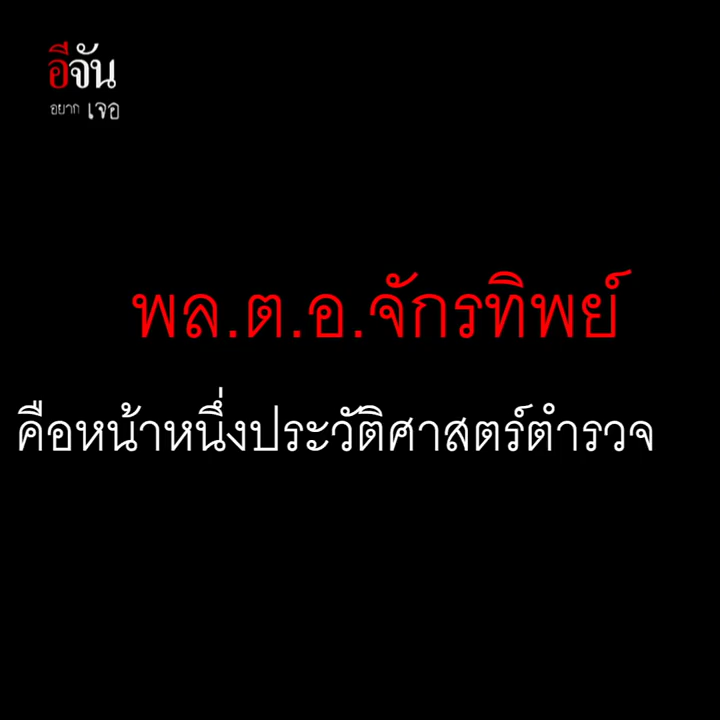 อีจัน
อยาก เจอ
พล.ต.อ.จักรทิพย์
คือหน้าหนึ่งประวัติศาสตร์ตำรวจ